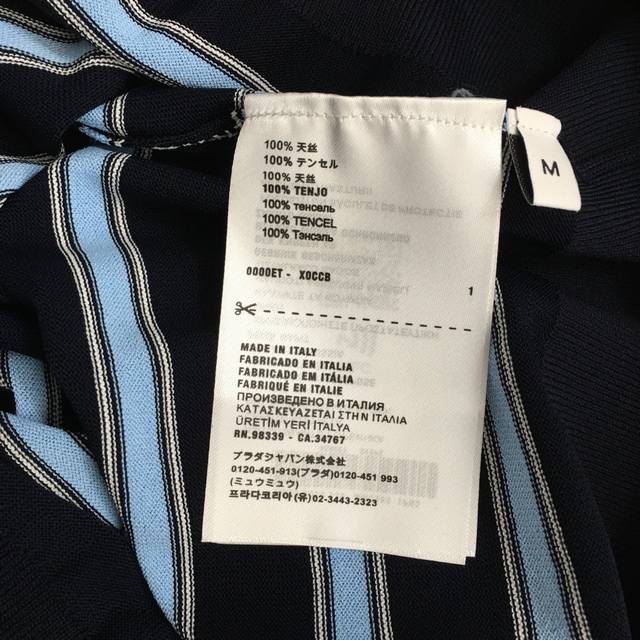 100% 天丝
100% テンセル
100% 天丝
100% TENJO
100% тенсель
100% TENCEL
100% Тэнсаль
0000ET - X0CCB
1
MADE IN ITALY
FABRICADO EN ITALIA
FABRICADO EM ITÁLIA
FABRIQUÉ EN ITALIE
ПРОИЗВЕДЕНО В ИТАЛИЯ
ΚΑΤΑΣΚΕΥΑΖΕΤΑΙ ΣΤΗ Ν ΙΤΑΛΙΑ
ÜRETİM YERİ İTALYA
RN.98339 - CA.34767
プラダジャパン株式会社
0120-451-913(プラダ)0120-451 993
(ミュウミュウ)
프라다코리아(유)02-3443-2323
M